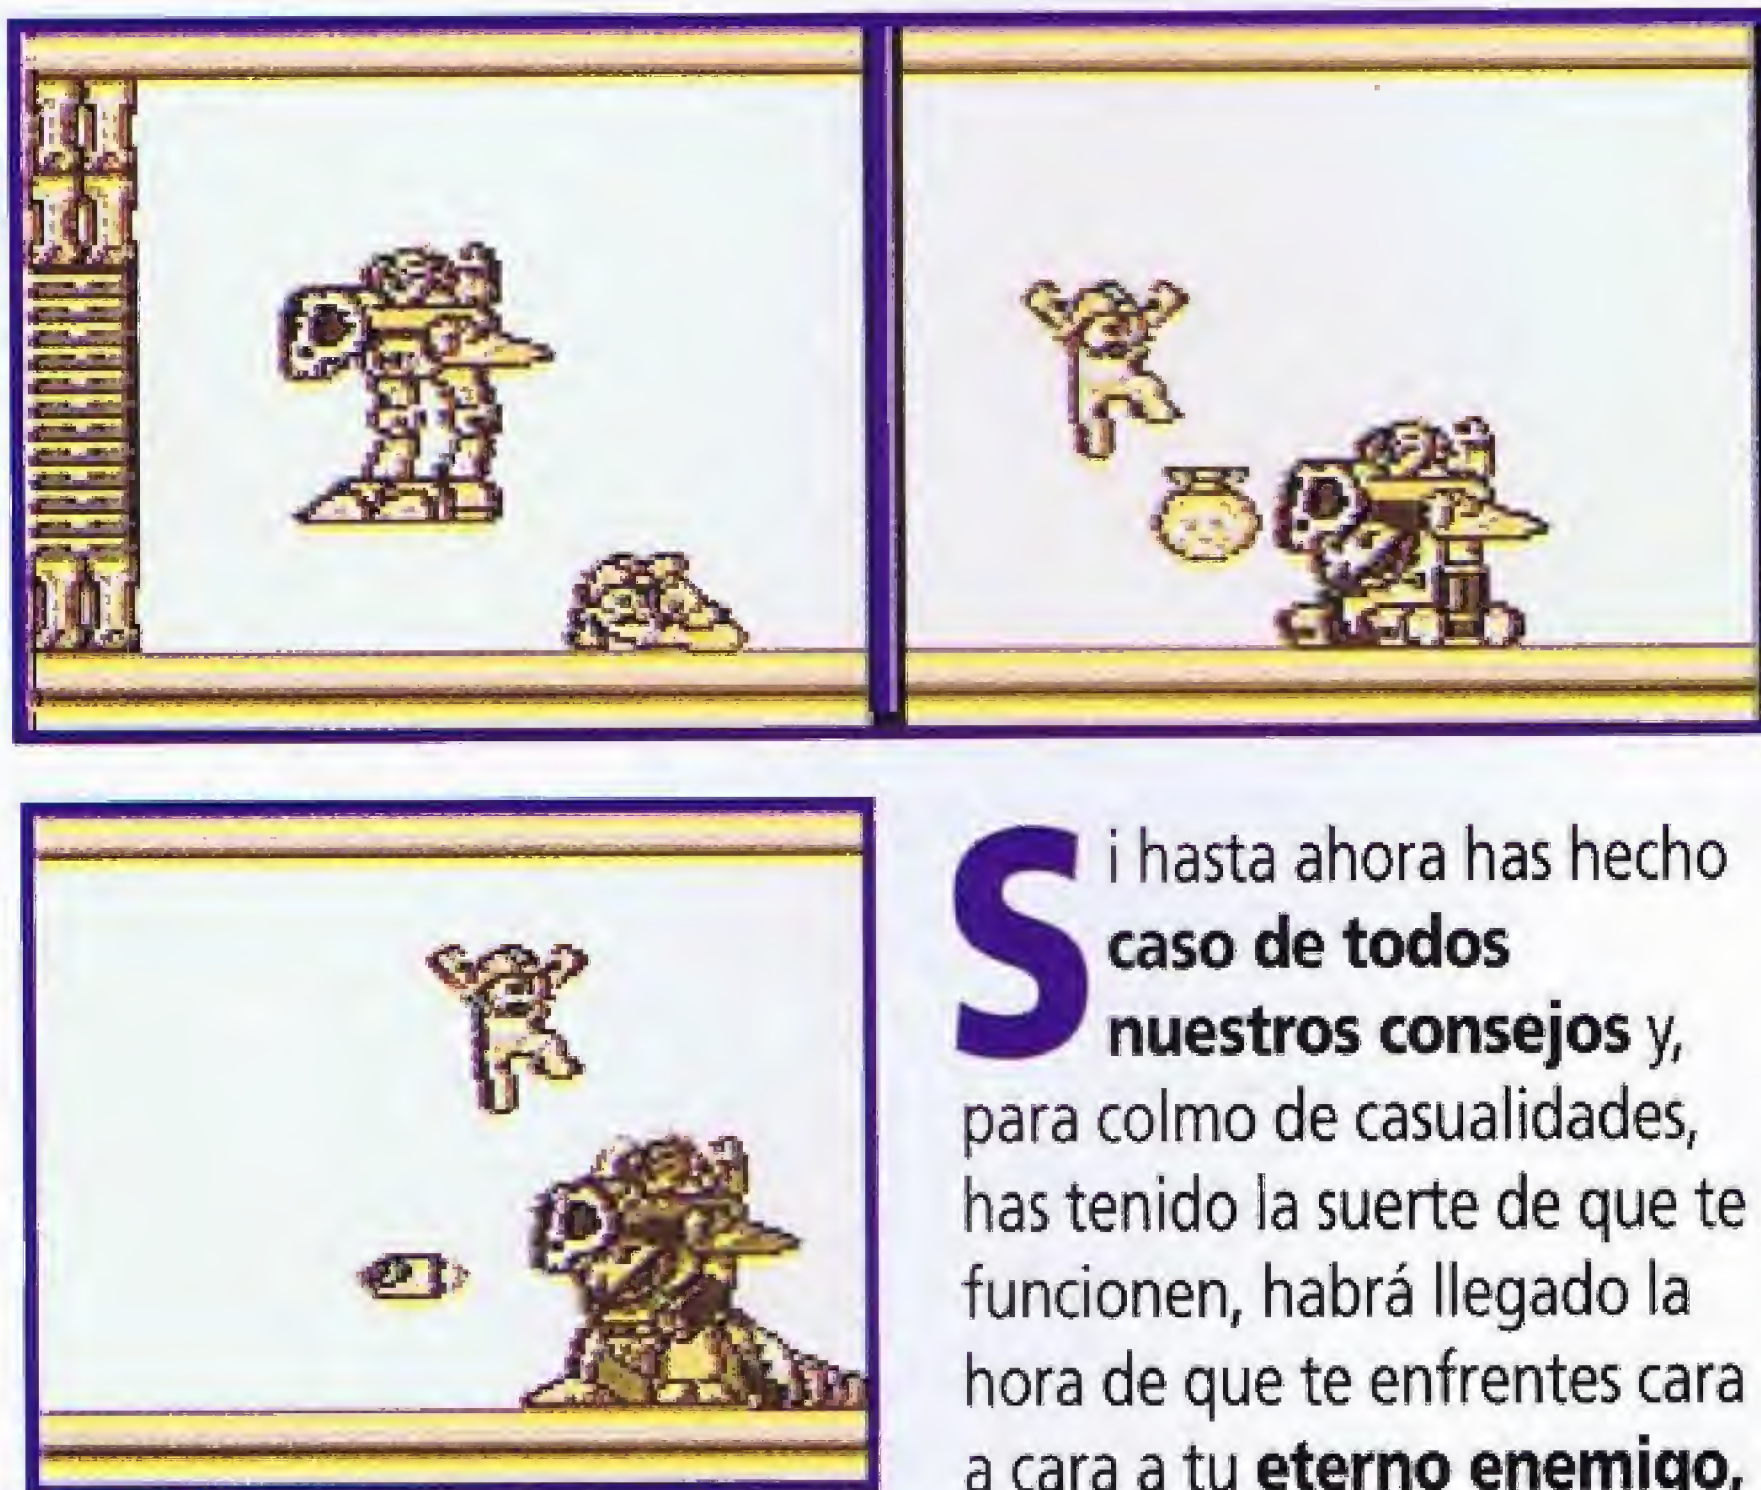 Si hasta ahora has hecho
caso de todos
nuestros consejos y,
para colmo de casualidades,
has tenido la suerte de que te
funcionen, habrá llegado la
hora de que te enfrentes cara
a cara a tu eterno enemigo,